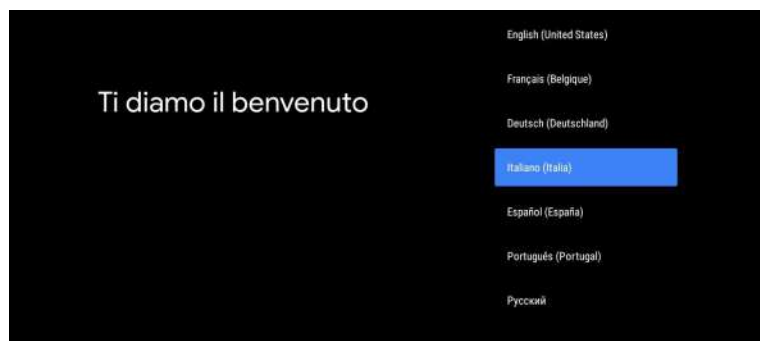 Ti diamo il benvenuto
English (United States)
Français (Belgique)
Deutsch (Deutschland)
Italiano (Italia)
Español (España)
Português (Portugal)
Русский